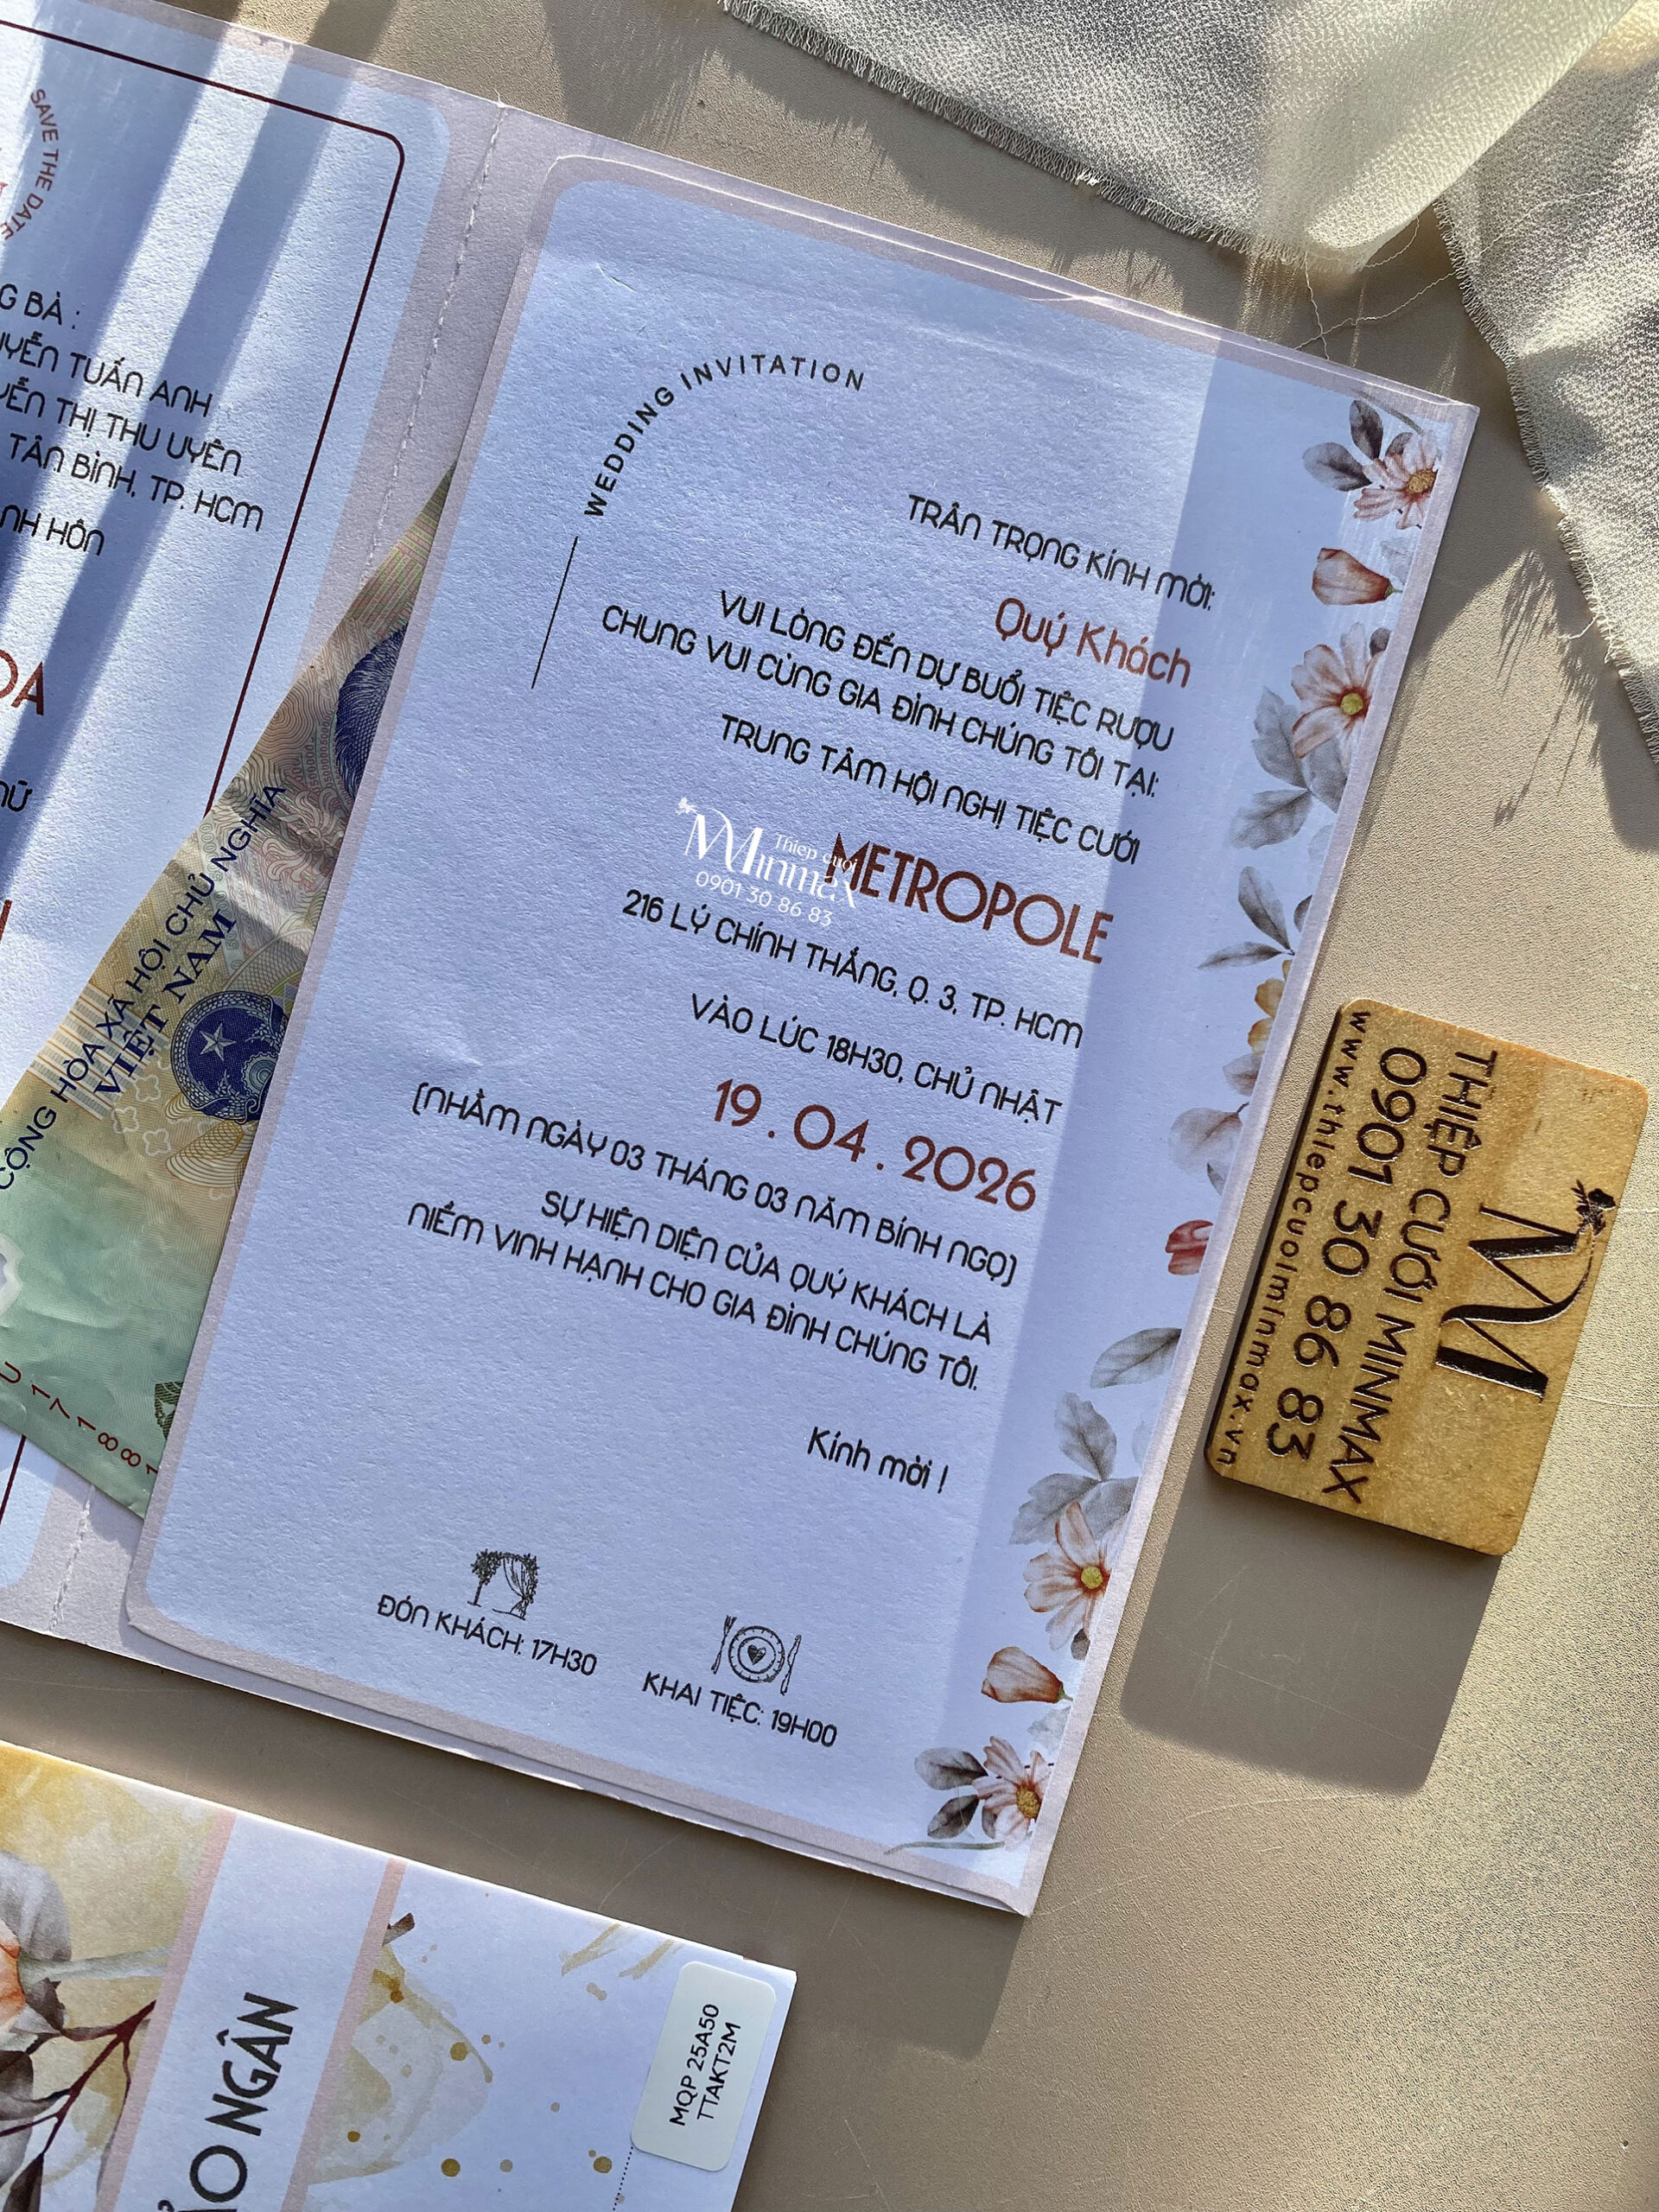 SAVE THE DATE
BÀ :
TUẤN ANH
THỊ THU UYÊN
TÂN BÌNH, TP. HCM
HÔN
CỘNG HÒA XÃ HỘI CHỦ NGHĨA
VIỆT NAM
WEDDING INVITATION
TRÂN TRỌNG KÍNH MỜI:
Quý Khách
VUI LÒNG ĐẾN DỰ BUỔI TIỆC RƯỢU
CHUNG VUI CÙNG GIA ĐÌNH CHÚNG TÔI TẠI:
TRUNG TÂM HỘI NGHỊ TIỆC CƯỚI
METROPOLE
Thiep cuoi
Minmax
0901 30 86 83
216 LÝ CHÍNH THẮNG, Q. 3, TP. HCM
VÀO LÚC 18H30, CHỦ NHẬT
19 . 04 . 2026
(NHẰM NGÀY 03 THÁNG 03 NĂM BÍNH NGỌ)
SỰ HIỆN DIỆN CỦA QUÝ KHÁCH LÀ
NIỀM VINH HẠNH CHO GIA ĐÌNH CHÚNG TÔI.
Kính mời !
ĐÓN KHÁCH: 17H30
KHAI TIỆC: 19H00
M
THIỆP CƯỚI MINMAX
0901 30 86 83
www.thiepcuoiminmax.vn
NGÂN
MQP 25A50
TTAKT2M